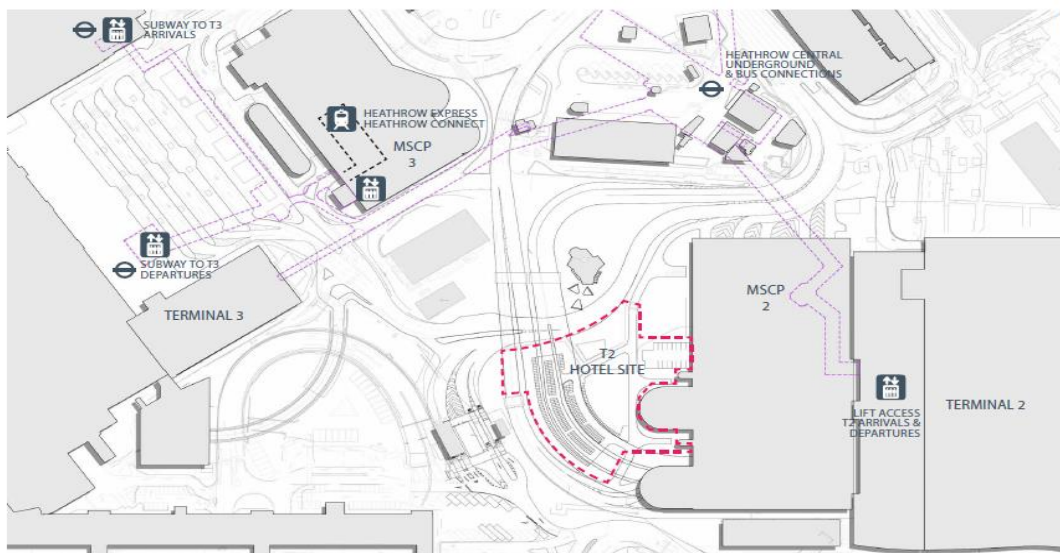 SUBWAY TO T3
ARRIVALS
HEATHROW EXPRESS
HEATHROW CONNECT
MSCP
3
HEATHROW CENTRAL
UNDERGROUND
& BUS CONNECTIONS
SUBWAY TO T3
DEPARTURES
TERMINAL 3
MSCP
2
T2
HOTEL SITE
LIFT ACCESS
T2 ARRIVALS &
DEPARTURES
TERMINAL 2